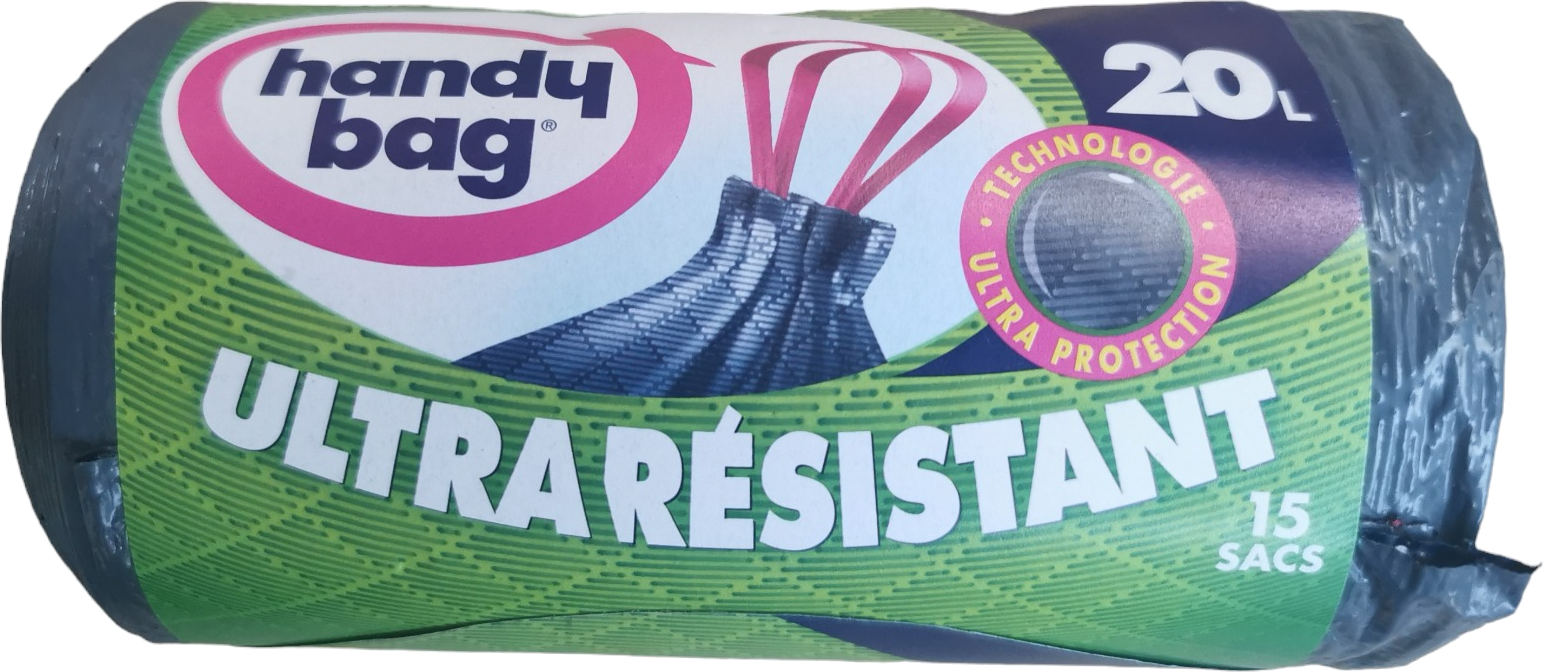 handy
bag®
20L
• TECHNOLOGIE •
ULTRA PROTECTION
ULTRA RÉSISTANT
15
SACS